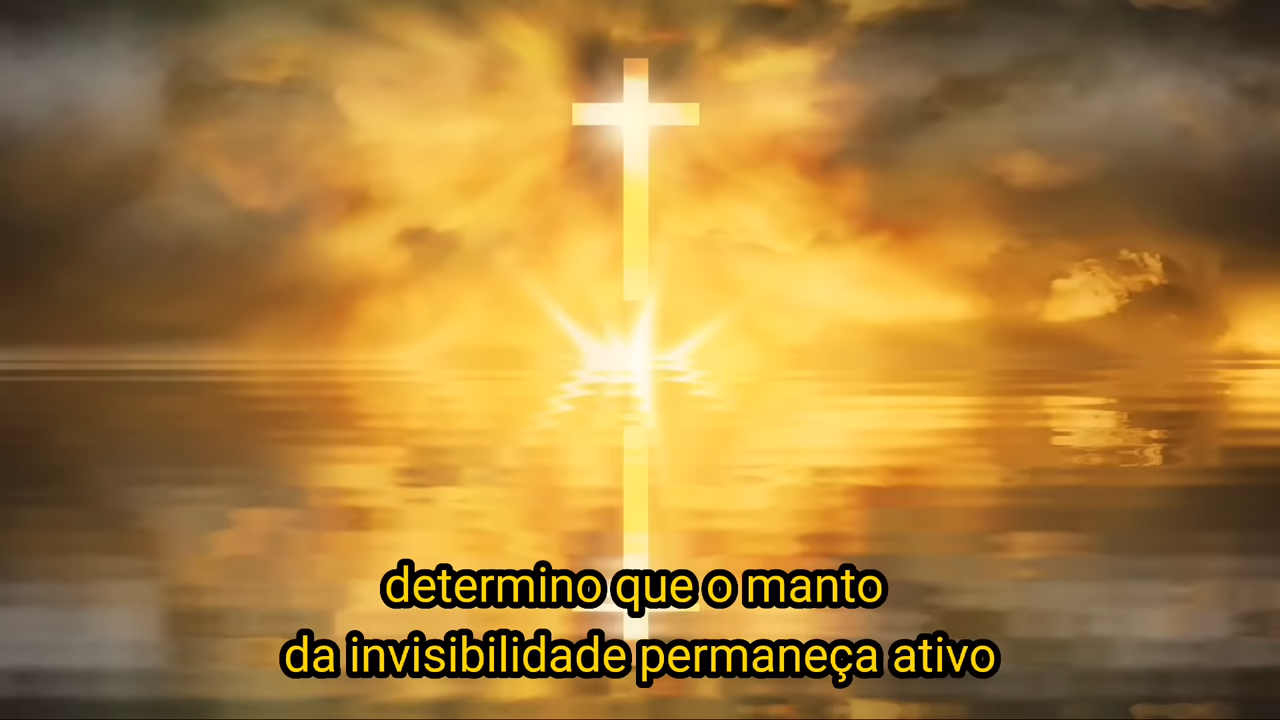 determino que o manto
da invisibilidade permaneça ativo